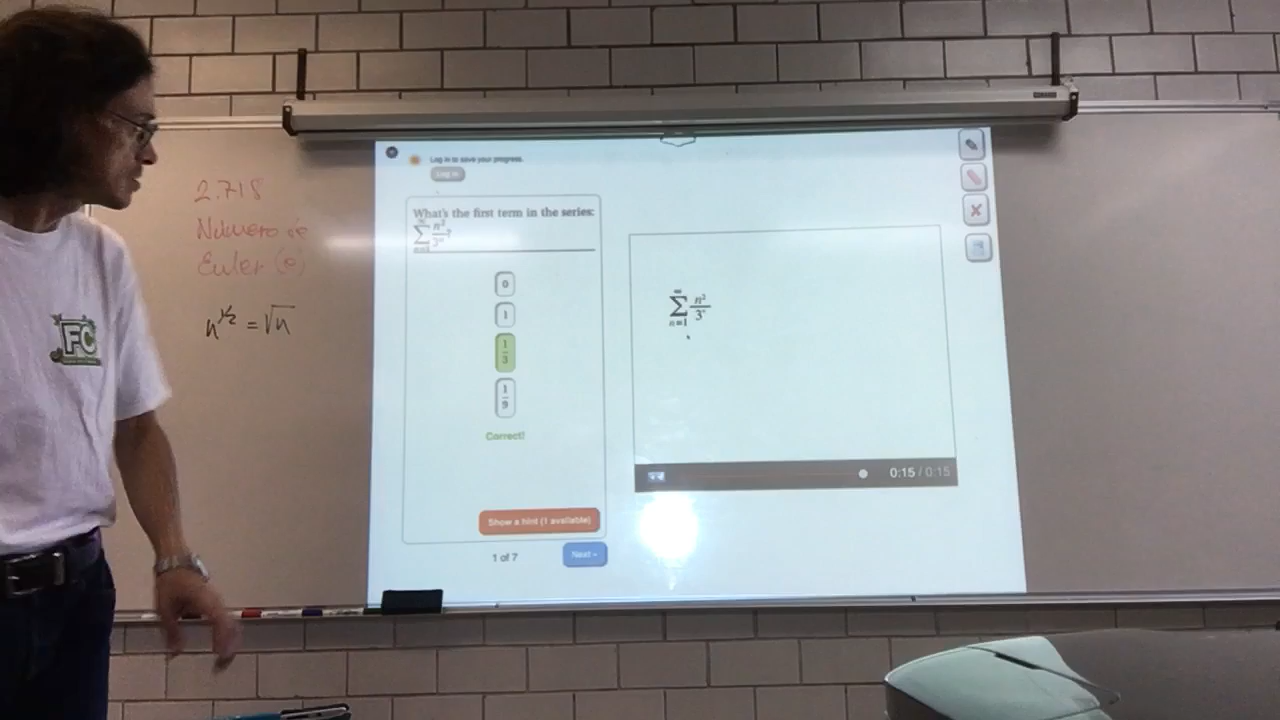 2.718
Número de
Euler (e)
n^{1/2} = √n
FC
Log in to save your progress.
Log in
What's the first term in the series:
∑_{n=1}^{∞} n²/3ⁿ?
0
1
1/3
1/9
Correct!
Show a hint (1 available)
1 of 7
Next
∑_{n=1}^{∞} n²/3ⁿ
0:15 / 0:15